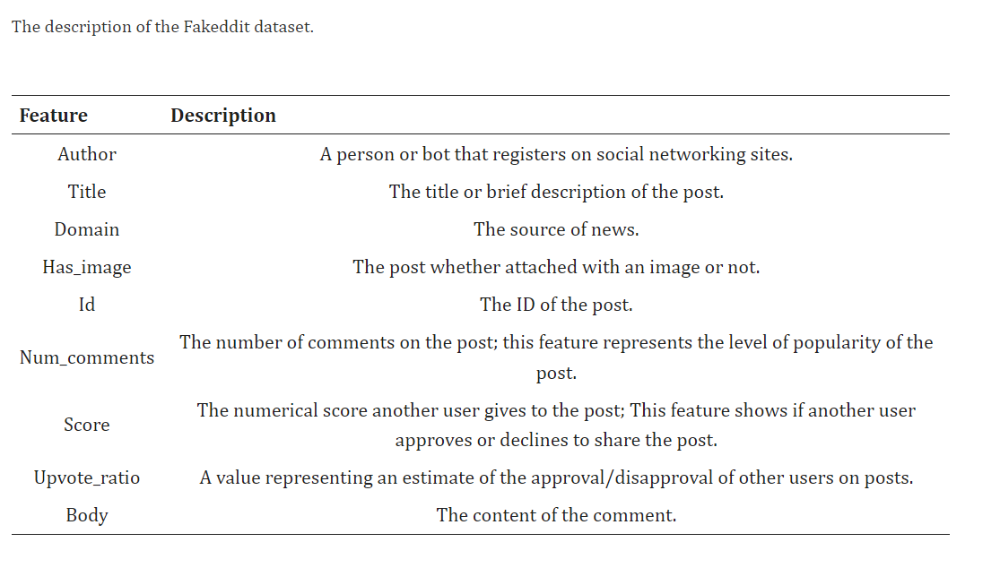 The description of the Fakeddit dataset.
Feature Description
Author A person or bot that registers on social networking sites.
Title The title or brief description of the post.
Domain The source of news.
Has_image The post whether attached with an image or not.
Id The ID of the post.
Num_comments The number of comments on the post; this feature represents the level of popularity of the
post.
Score The numerical score another user gives to the post; This feature shows if another user
approves or declines to share the post.
Upvote_ratio A value representing an estimate of the approval/disapproval of other users on posts.
Body The content of the comment.